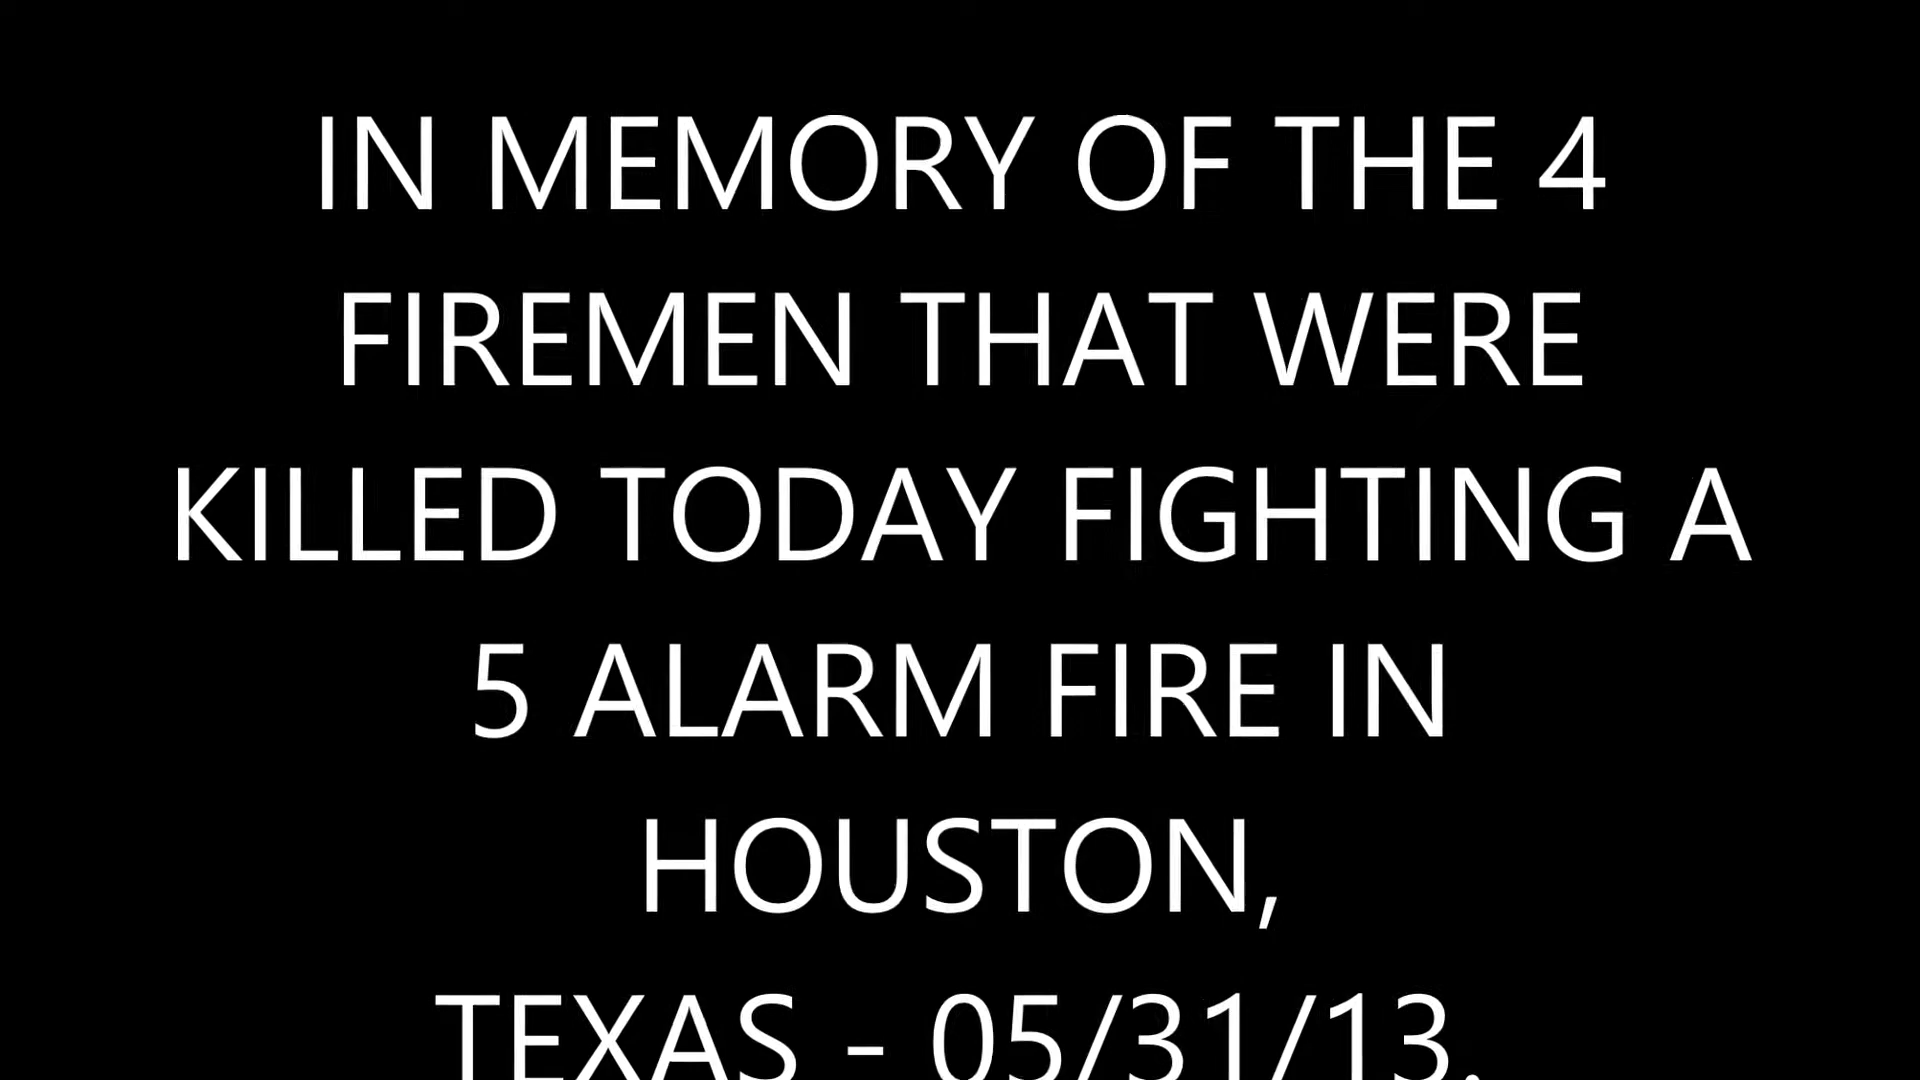 IN MEMORY OF THE 4
FIREMEN THAT WERE
KILLED TODAY FIGHTING A
5 ALARM FIRE IN
HOUSTON,
TEXAS - 05/31/13.